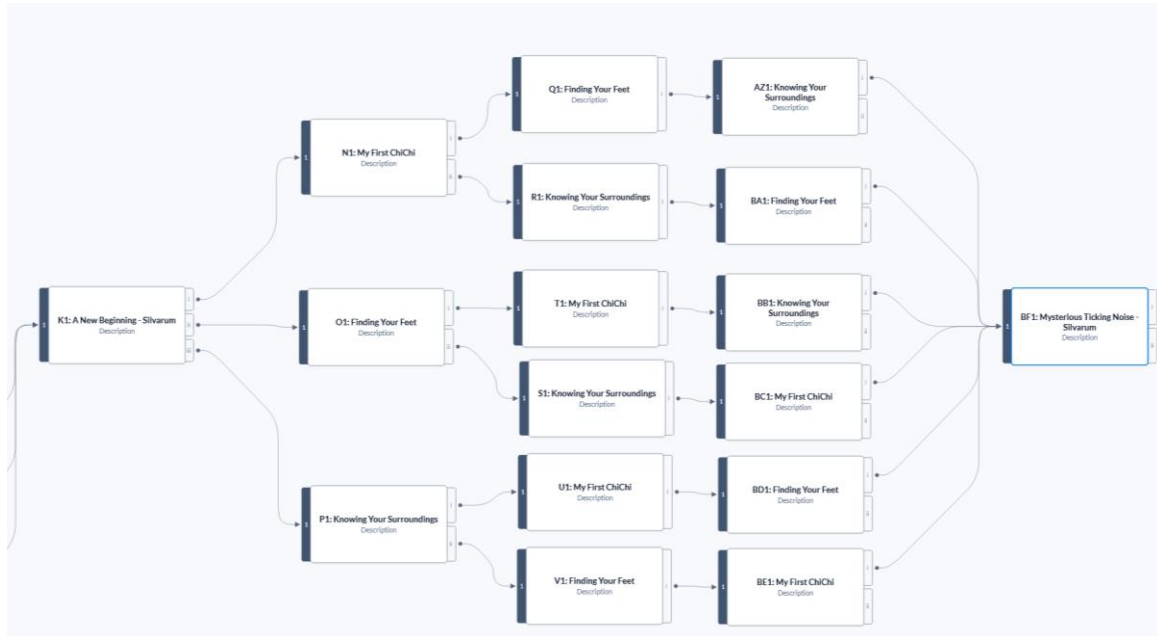 Q1: Finding Your Feet
Description
AZ1: Knowing Your
Surroundings
Description
N1: My First ChiChi
Description
R1: Knowing Your Surroundings
Description
BA1: Finding Your Feet
Description
K1: A New Beginning - Silvarum
Description
O1: Finding Your Feet
Description
T1: My First ChiChi
Description
BB1: Knowing Your
Surroundings
Description
BF1: Mysterious Ticking Noise -
Silvarum
Description
S1: Knowing Your Surroundings
Description
BC1: My First ChiChi
Description
P1: Knowing Your Surroundings
Description
U1: My First ChiChi
Description
BD1: Finding Your Feet
Description
V1: Finding Your Feet
Description
BE1: My First ChiChi
Description